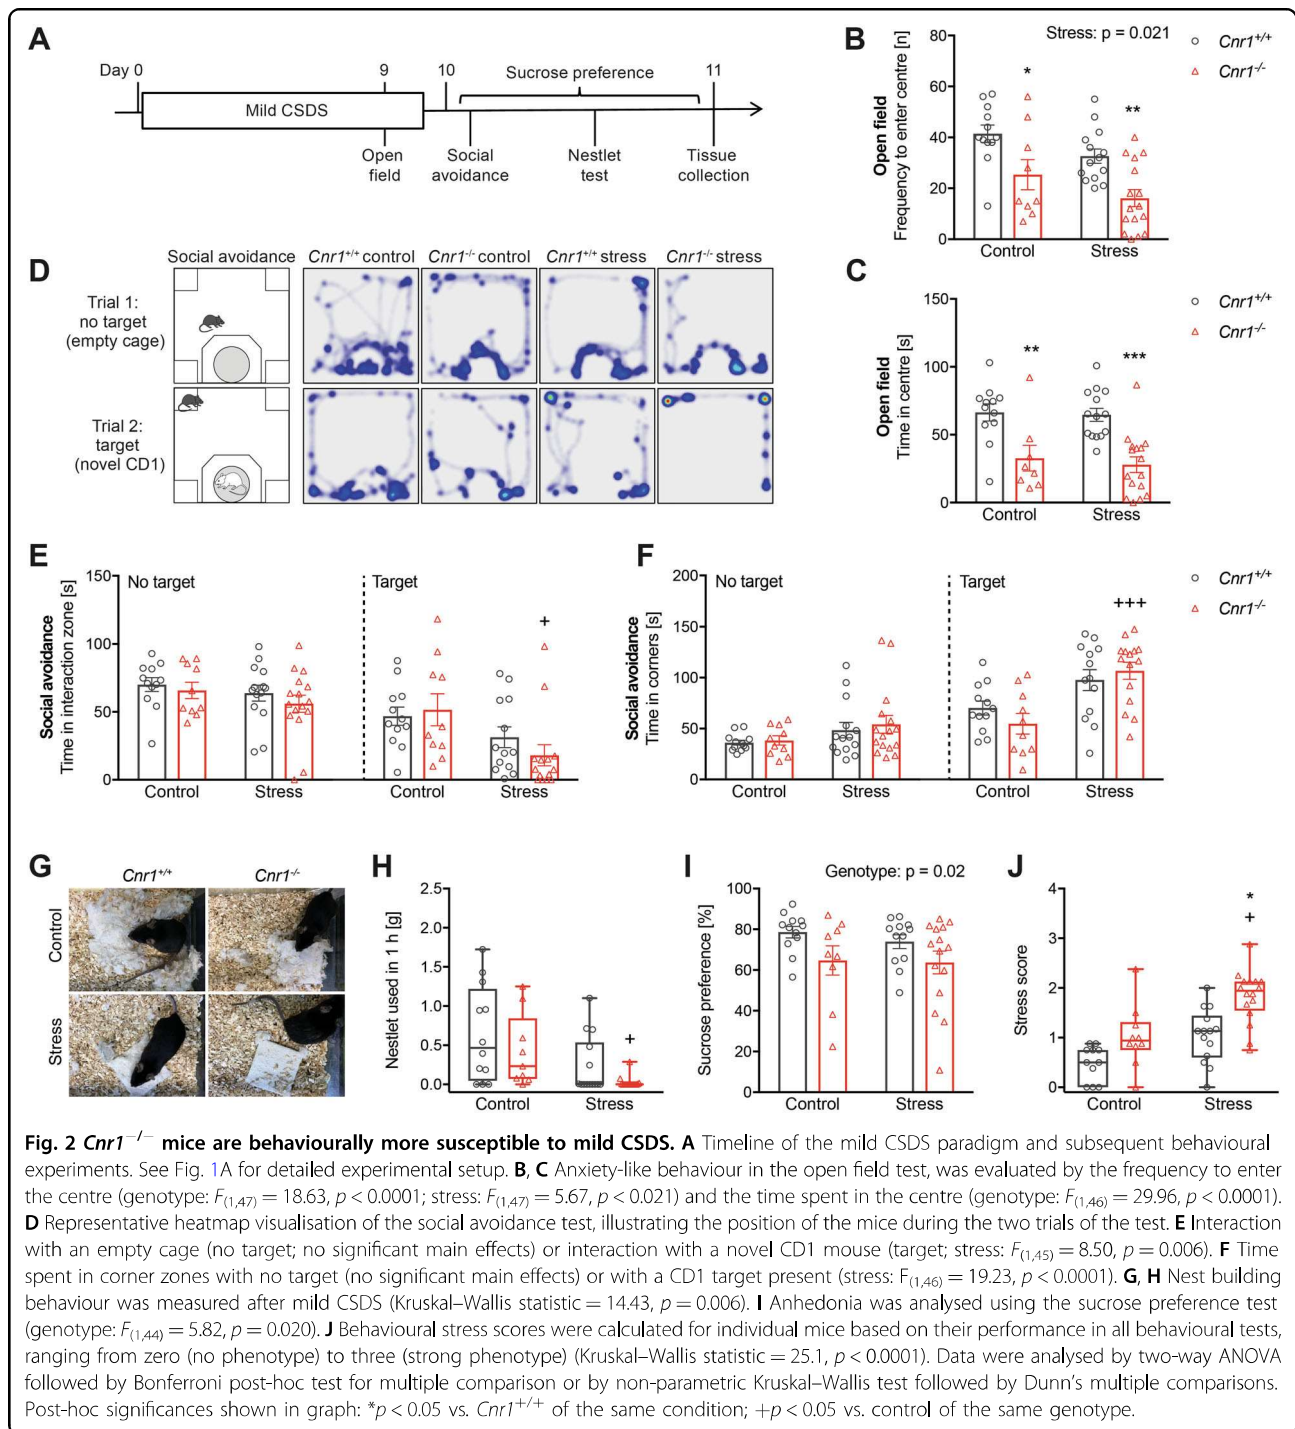 A
Day 0
9
10
Sucrose preference
11
Mild CSDS
Open field
Social avoidance
Nestlet test
Tissue collection
B
Stress: p = 0.021
Cnr1+/+
Cnr1-/-
Open field
Frequency to enter centre [n]
80
60
40
20
0
*
**
Control
Stress
C
Cnr1+/+
Cnr1-/-
Open field
Time in centre [s]
150
100
50
0
**
***
Control
Stress
D
Social avoidance
Cnr1+/+ control
Cnr1-/- control
Cnr1+/+ stress
Cnr1-/- stress
Trial 1:
no target
(empty cage)
Trial 2:
target
(novel CD1)
E
Social avoidance
Time in interaction zone [s]
150
100
50
0
No target
Target
+
Control
Stress
Control
Stress
F
Social avoidance
Time in corners [s]
200
150
100
50
0
No target
Target
+++
Cnr1+/+
Cnr1-/-
Control
Stress
Control
Stress
G
Cnr1+/+
Cnr1-/-
Control
Stress
H
Nestlet used in 1 h [g]
2.5
2.0
1.5
1.0
0.5
0.0
+
Control
Stress
I
Genotype: p = 0.02
Sucrose preference [%]
100
80
60
40
20
0
Control
Stress
J
Stress score
4
3
2
1
0
*
+
Control
Stress
Fig. 2 Cnr1−/− mice are behaviourally more susceptible to mild CSDS. A Timeline of the mild CSDS paradigm and subsequent behavioural
experiments. See Fig. 1A for detailed experimental setup. B, C Anxiety-like behaviour in the open field test, was evaluated by the frequency to enter
the centre (genotype: F(1,47) = 18.63, p < 0.0001; stress: F(1,47) = 5.67, p < 0.021) and the time spent in the centre (genotype: F(1,46) = 29.96, p < 0.0001).
D Representative heatmap visualisation of the social avoidance test, illustrating the position of the mice during the two trials of the test. E Interaction
with an empty cage (no target; no significant main effects) or interaction with a novel CD1 mouse (target; stress: F(1,45) = 8.50, p = 0.006). F Time
spent in corner zones with no target (no significant main effects) or with a CD1 target present (stress: F(1,46) = 19.23, p < 0.0001). G, H Nest building
behaviour was measured after mild CSDS (Kruskal–Wallis statistic = 14.43, p = 0.006). I Anhedonia was analysed using the sucrose preference test
(genotype: F(1,44) = 5.82, p = 0.020). J Behavioural stress scores were calculated for individual mice based on their performance in all behavioural tests,
ranging from zero (no phenotype) to three (strong phenotype) (Kruskal–Wallis statistic = 25.1, p < 0.0001). Data were analysed by two-way ANOVA
followed by Bonferroni post-hoc test for multiple comparison or by non-parametric Kruskal–Wallis test followed by Dunn's multiple comparisons.
Post-hoc significances shown in graph: *p < 0.05 vs. Cnr1+/+ of the same condition; +p < 0.05 vs. control of the same genotype.